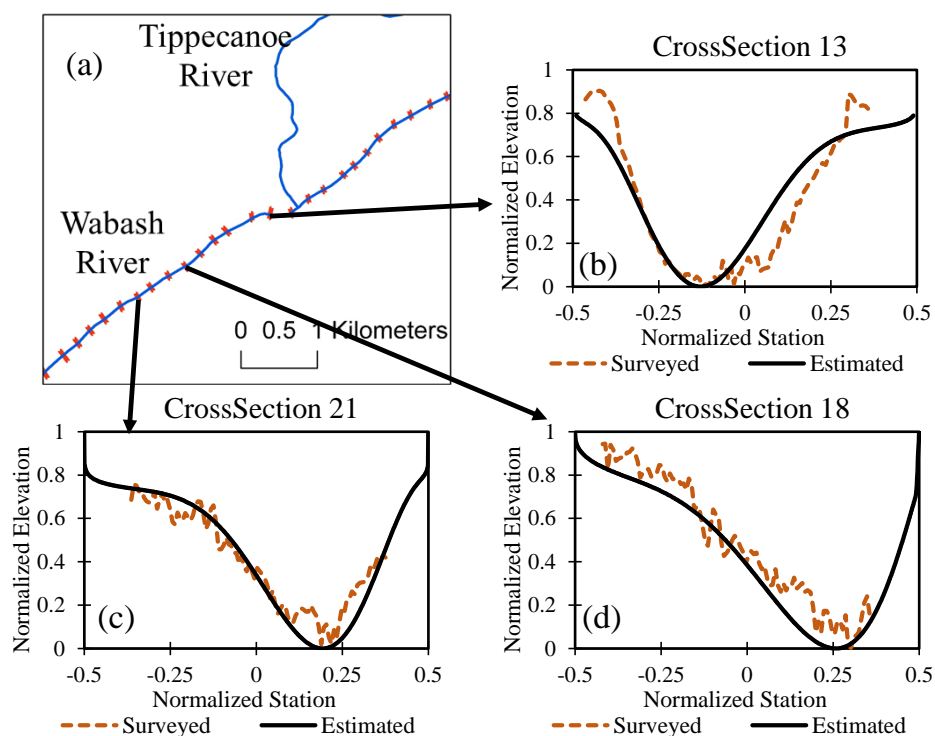 (a)
Tippecanoe
River
Wabash
River
0 0.5 1 Kilometers
CrossSection 13
Normalized Elevation
1
0.8
0.6
0.4
0.2
0
(b)
-0.5 -0.25 0 0.25 0.5
Normalized Station
Surveyed Estimated
CrossSection 21
Normalized Elevation
1
0.8
0.6
0.4
0.2
0
(c)
-0.5 -0.25 0 0.25 0.5
Normalized Station
Surveyed Estimated
CrossSection 18
Normalized Elevation
1
0.8
0.6
0.4
0.2
0
(d)
-0.5 -0.25 0 0.25 0.5
Normalized Station
Surveyed Estimated